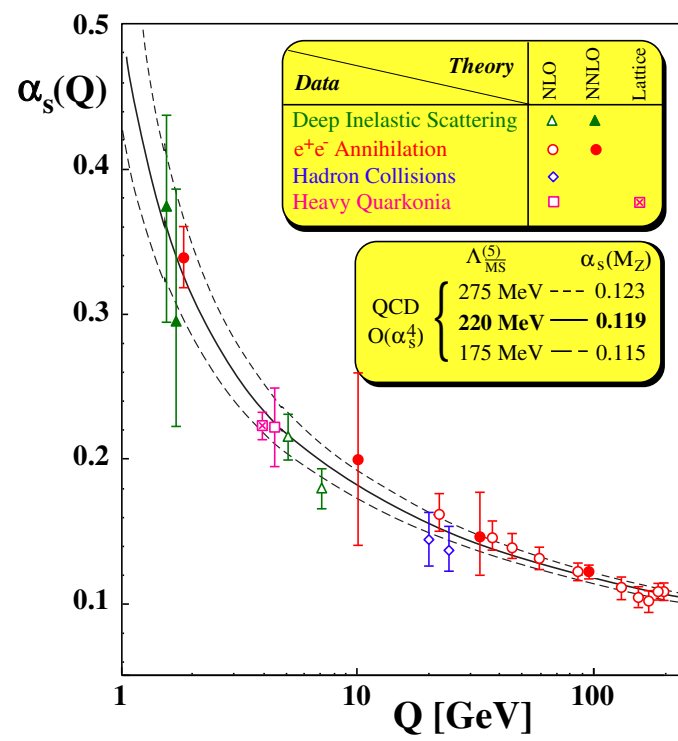 0.5
αs(Q)
0.4
0.3
0.2
0.1
Theory
Data
NLO
NNLO
Lattice
Deep Inelastic Scattering
e+e- Annihilation
Hadron Collisions
Heavy Quarkonia
Λ(5)MS αs(MZ)
QCD
O(αs4)
275 MeV 0.123
220 MeV 0.119
175 MeV 0.115
1 10 100
Q [GeV]